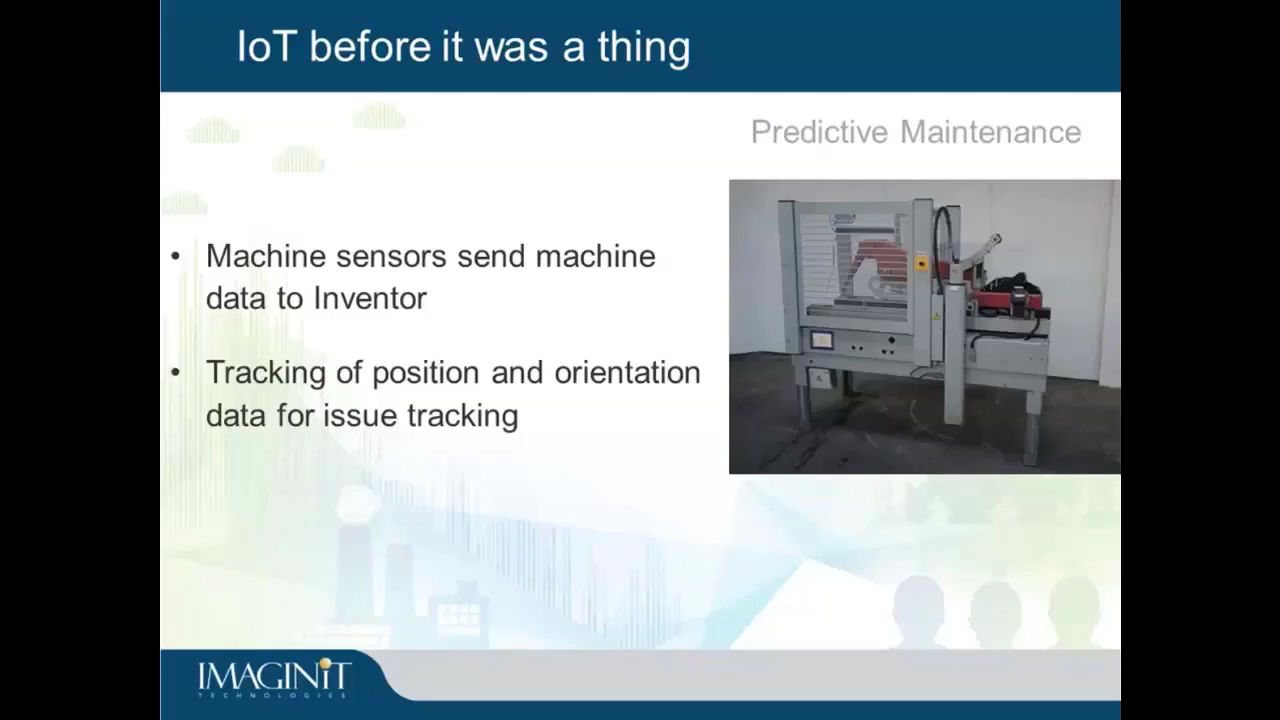 IoT before it was a thing
Predictive Maintenance
• Machine sensors send machine
data to Inventor
• Tracking of position and orientation
data for issue tracking
IMAGINiT
TECHNOLOGIES